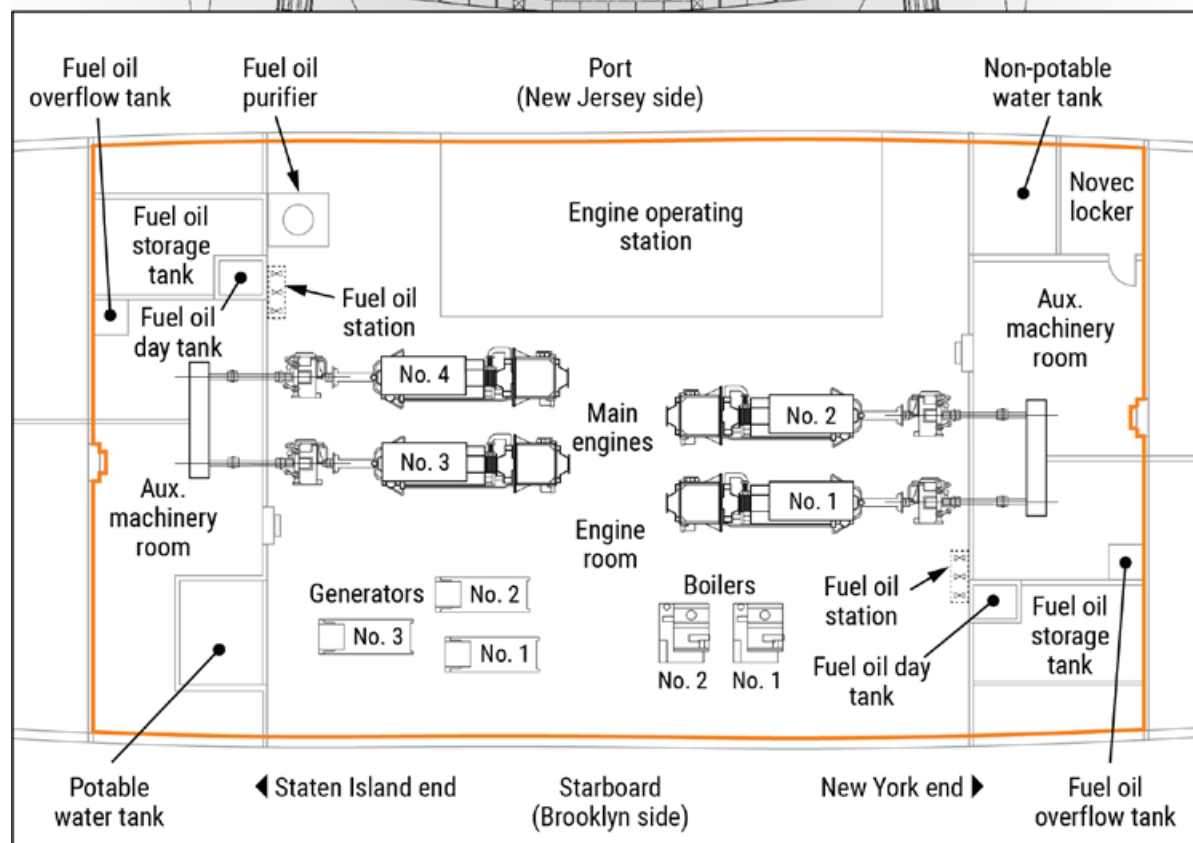 Fuel oil
overflow tank
Fuel oil
purifier
Port
(New Jersey side)
Non-potable
water tank
Fuel oil
storage
tank
Engine operating
station
Novec
locker
Fuel oil
station
Fuel oil
day tank
Aux.
machinery
room
No. 4
No. 2
Main
engines
No. 3
No. 1
Aux.
machinery
room
Engine
room
Generators
No. 2
No. 3
No. 1
Boilers
No. 2
No. 1
Fuel oil
station
Fuel oil
storage
tank
Fuel oil day
tank
Potable
water tank
Staten Island end
Starboard
(Brooklyn side)
New York end
Fuel oil
overflow tank